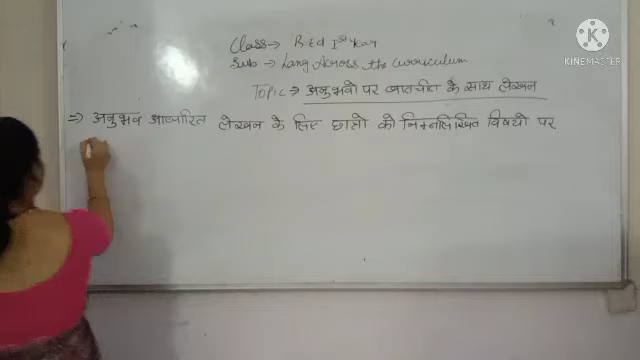 Class → B.Ed Ist year
Sub → Lang Across the curriculum
TOPIC → अनुभवो पर बातचीत के साथ लेखन
⇒ अनुभव आधारित लेखन के लिए छात्रो को निम्नलिखित विषयो पर
KINEMASTER